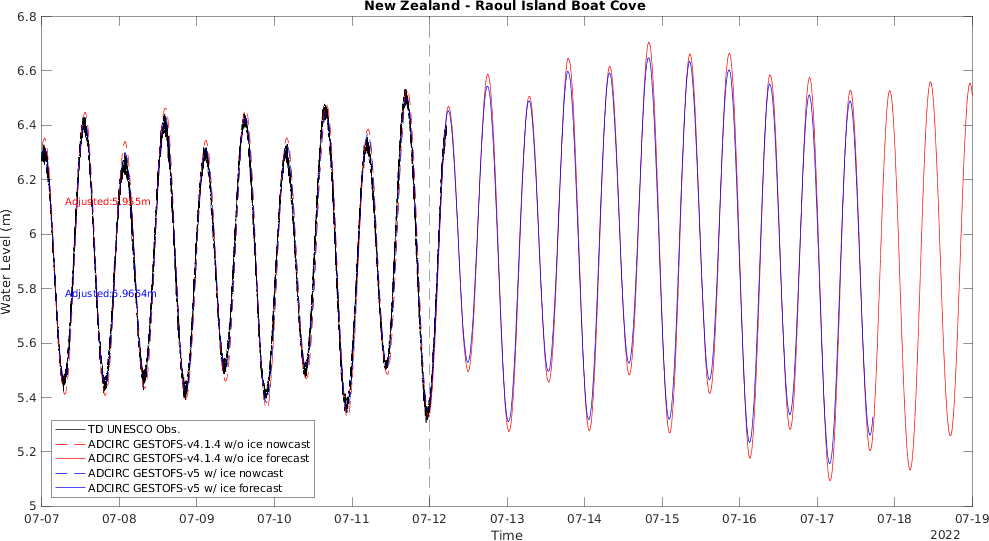 New Zealand - Raoul Island Boat Cove
6.8
6.6
6.4
6.2
6
5.8
5.6
5.4
5.2
5
Water Level (m)
Adjusted:5.955m
Adjusted:5.9664m
TD UNESCO Obs.
ADCIRC GESTOFS-v4.1.4 w/o ice nowcast
ADCIRC GESTOFS-v4.1.4 w/o ice forecast
ADCIRC GESTOFS-v5 w/ ice nowcast
ADCIRC GESTOFS-v5 w/ ice forecast
07-07 07-08 07-09 07-10 07-11 07-12 07-13 07-14 07-15 07-16 07-17 07-18 07-19
Time
2022